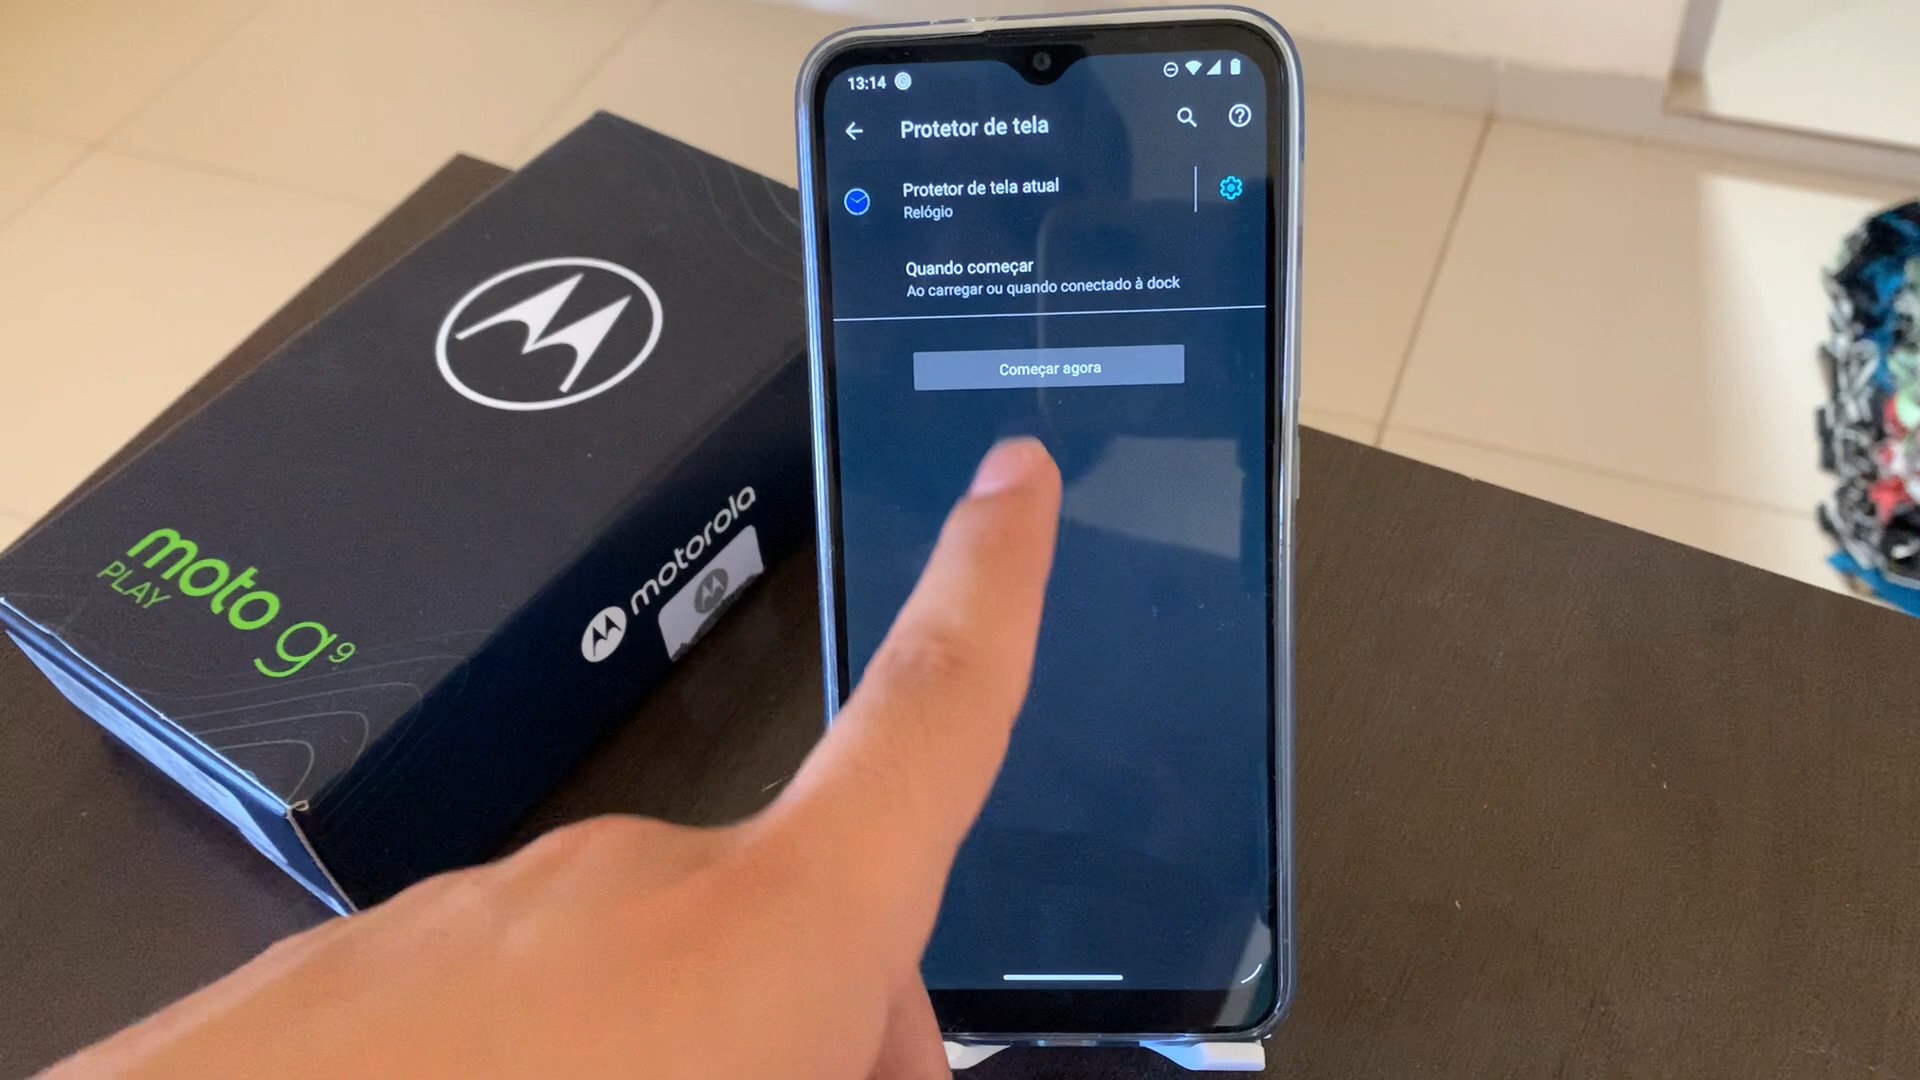 13:14
Protetor de tela
Protetor de tela atual
Relógio
Quando começar
Ao carregar ou quando conectado à dock
Começar agora
moto g9
PLAY
motorola